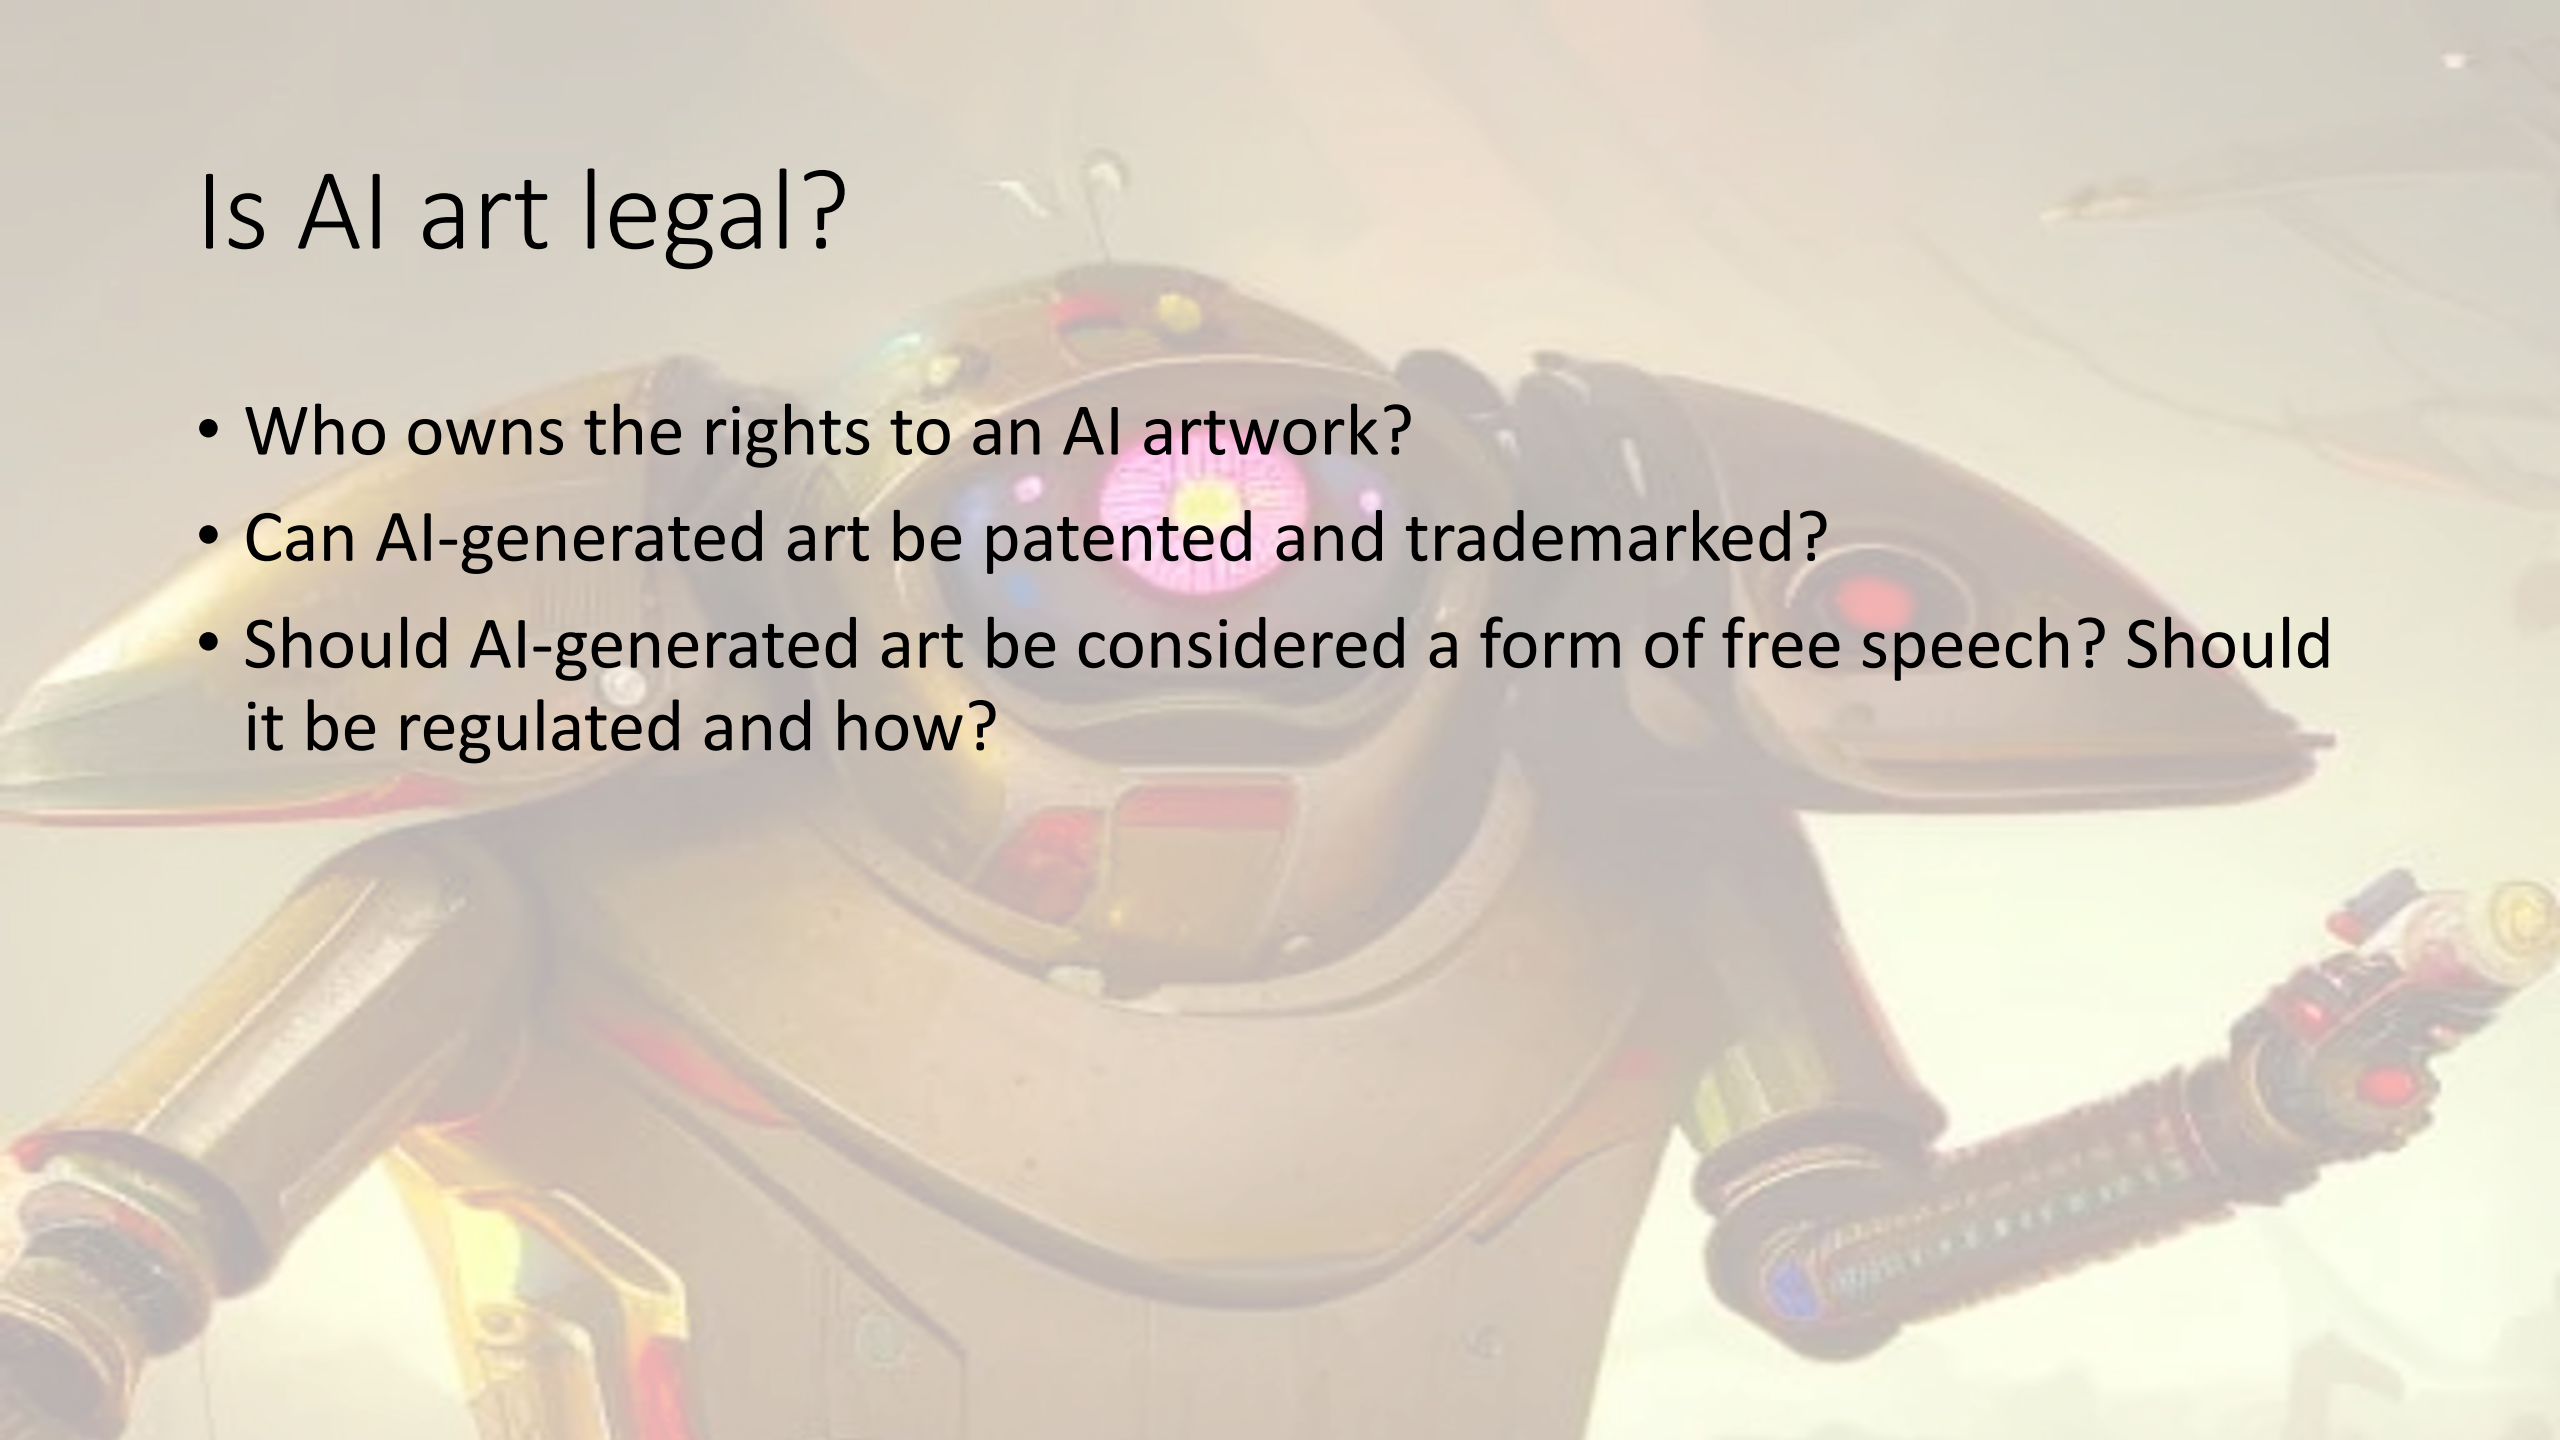 Is AI art legal?
• Who owns the rights to an AI artwork?
• Can AI-generated art be patented and trademarked?
• Should AI-generated art be considered a form of free speech? Should
it be regulated and how?